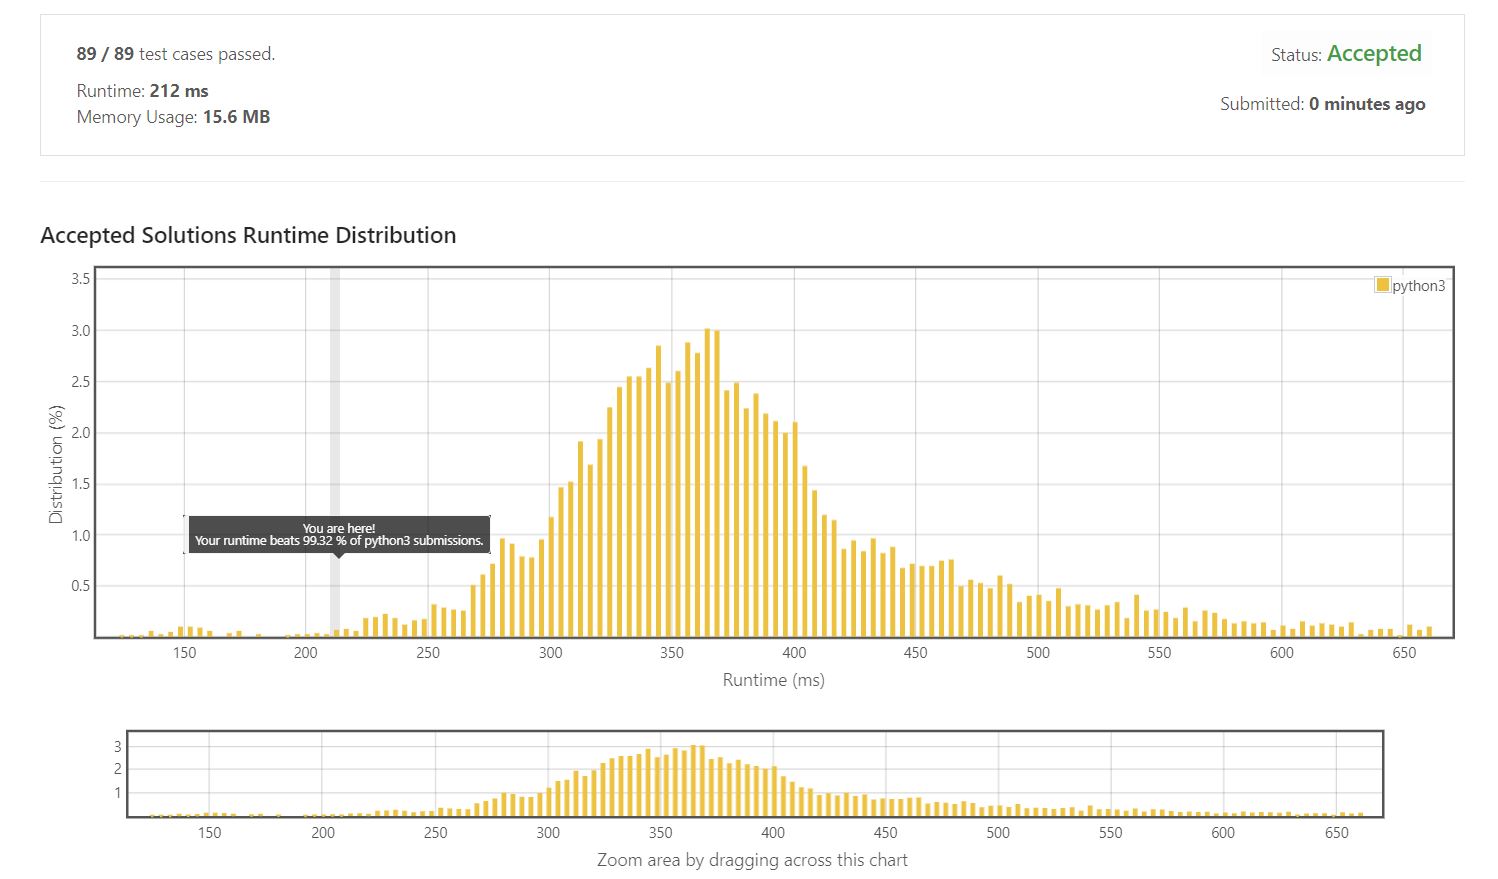 89 / 89 test cases passed.
Status: Accepted
Runtime: 212 ms
Submitted: 0 minutes ago
Memory Usage: 15.6 MB
Accepted Solutions Runtime Distribution
3.5
python3
3.0
2.5
2.0
Distribution (%)
1.5
You are here!
Your runtime beats 99.32 % of python3 submissions.
1.0
0.5
150 200 250 300 350 400 450 500 550 600 650
Runtime (ms)
3
2
1
150 200 250 300 350 400 450 500 550 600 650
Zoom area by dragging across this chart